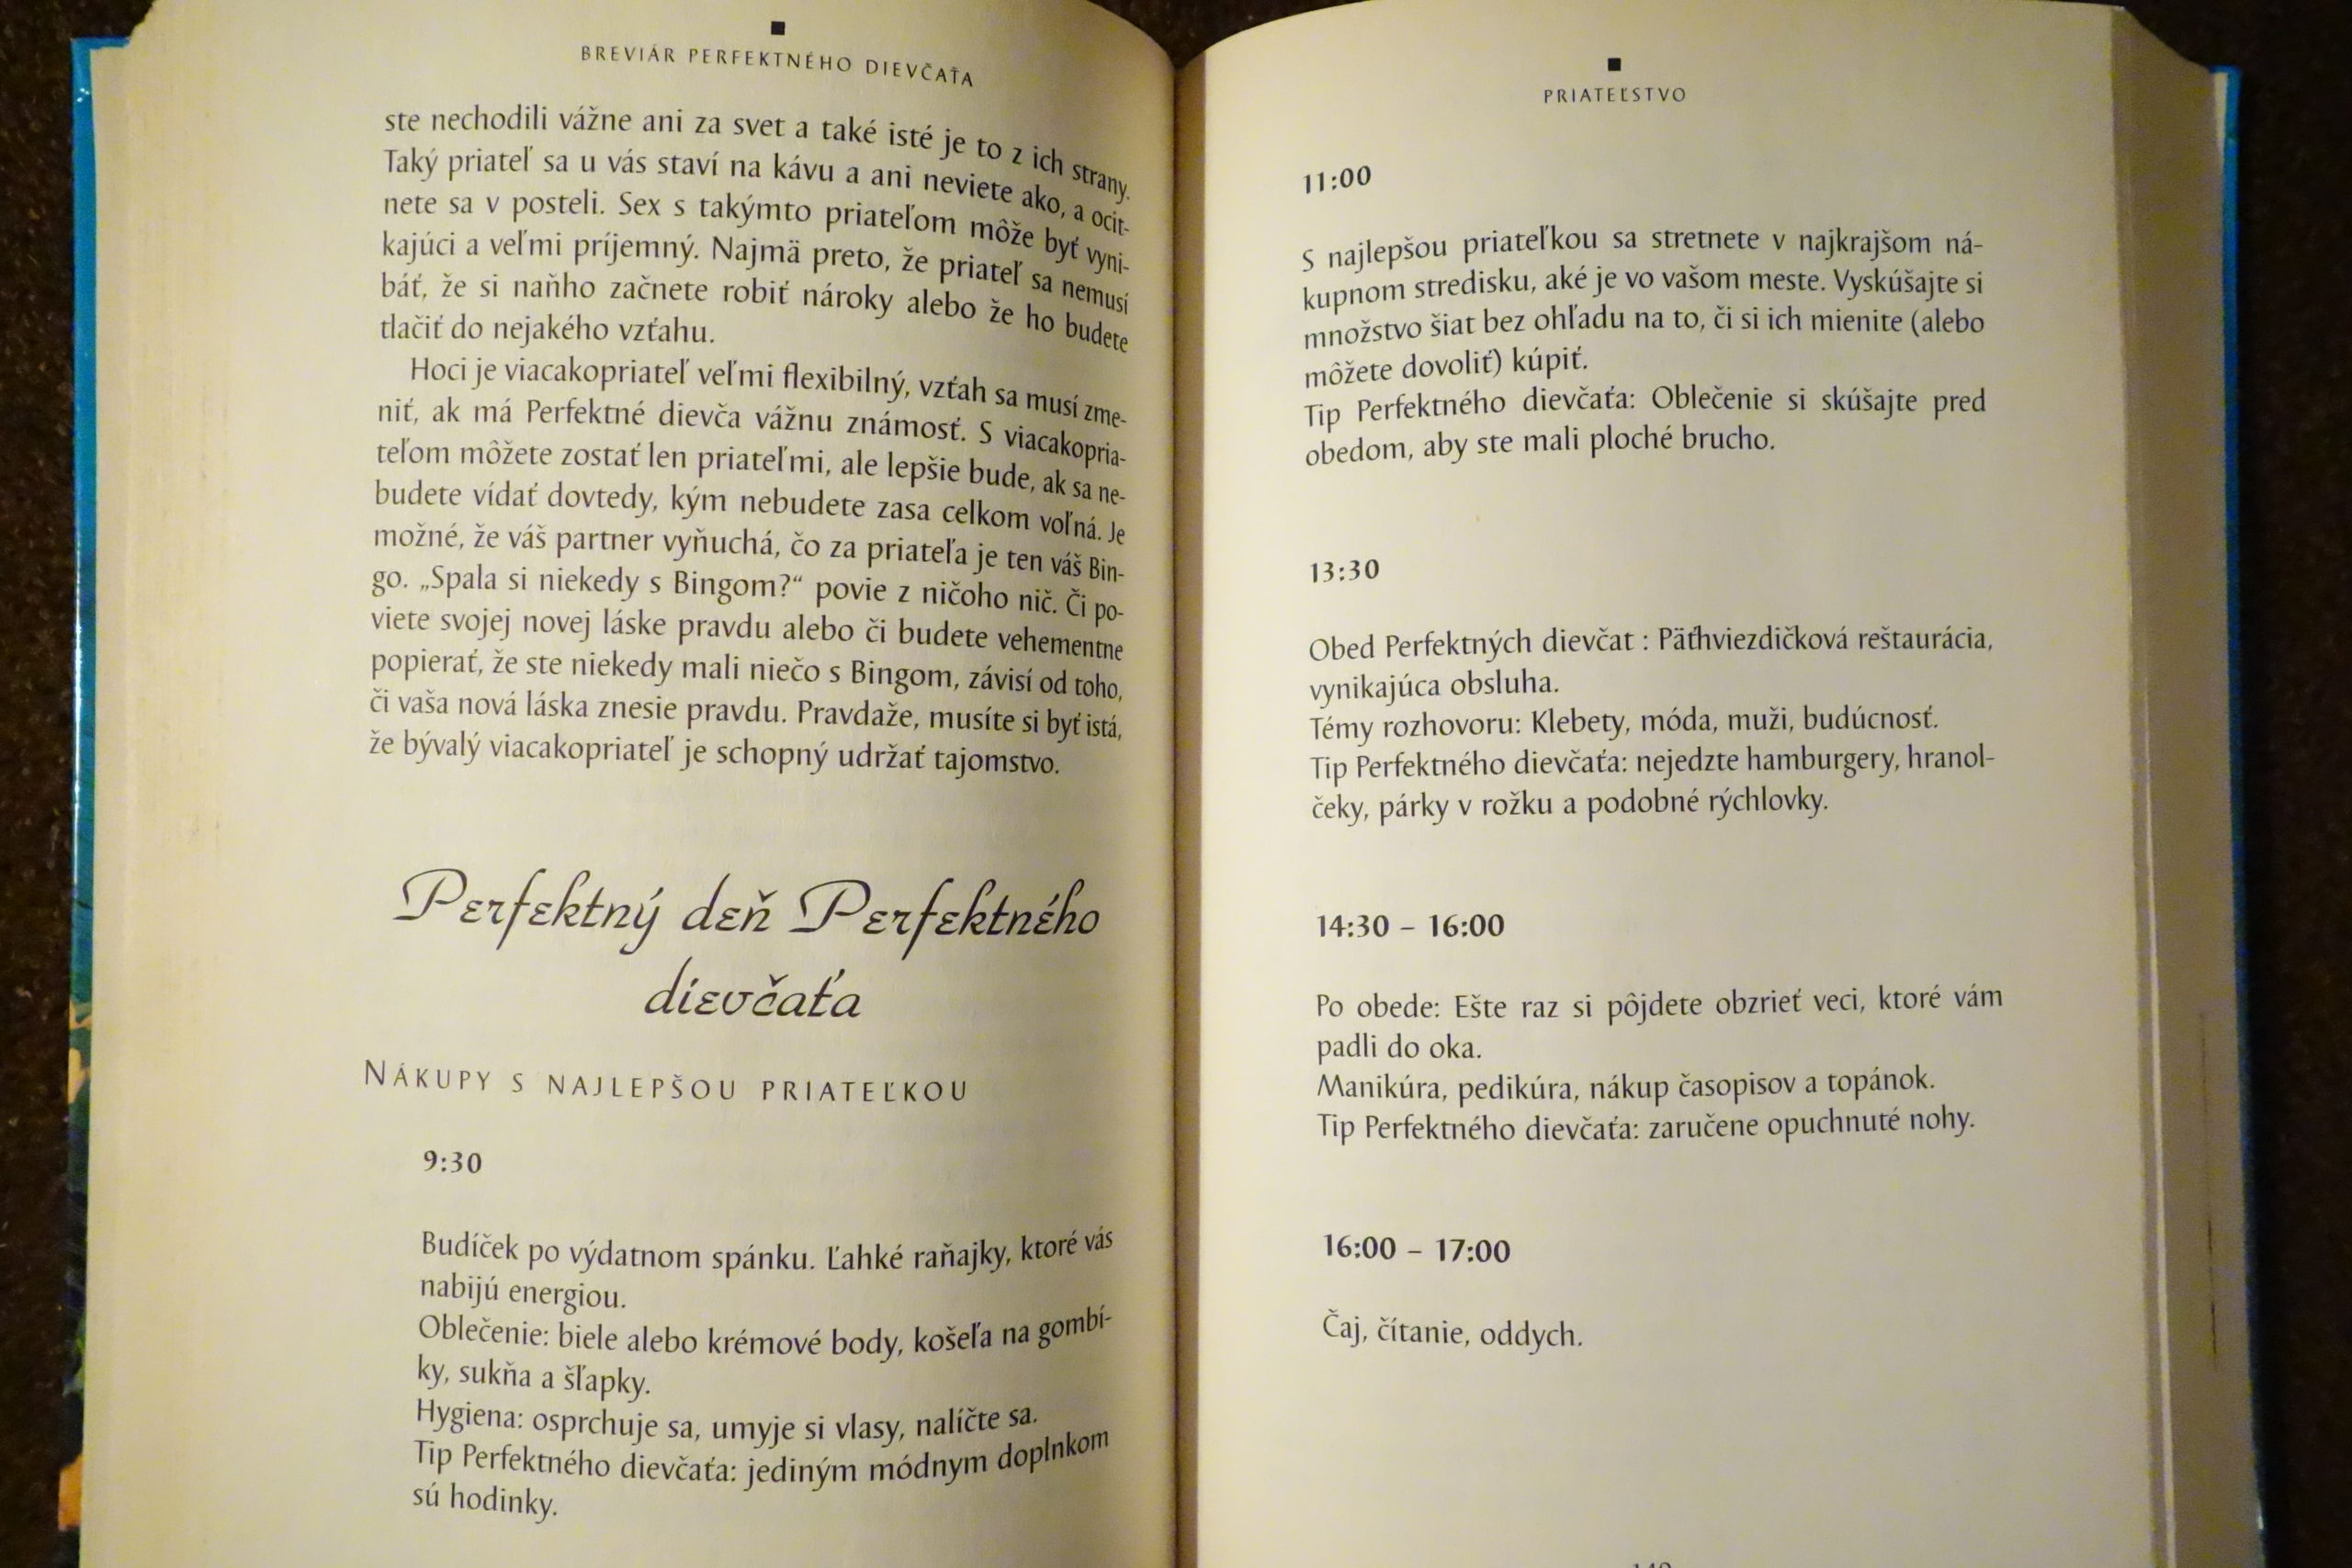 BREVIÁR PERFEKTNÉHO DIEVČAŤA
ste nechodili vážne ani za svet a také isté je to z ich strany.
Taký priateľ sa u vás staví na kávu a ani neviete ako, a ocit-
nete sa v posteli. Sex s takýmto priateľom môže byť vyni-
kajúci a veľmi príjemný. Najmä preto, že priateľ sa nemusí
báť, že si naňho začnete robiť nároky alebo že ho budete
tlačiť do nejakého vzťahu.
Hoci je viacakopriateľ veľmi flexibilný, vzťah sa musí zme-
niť, ak má Perfektné dievča vážnu známosť. S viacakopria-
teľom môžete zostať len priateľmi, ale lepšie bude, ak sa ne-
budete vídať dovtedy, kým nebudete zasa celkom voľná. Je
možné, že váš partner vyňuchá, čo za priateľa je ten váš Bin-
go. „Spala si niekedy s Bingom?“ povie z ničoho nič. Či po-
viete svojej novej láske pravdu alebo či budete vehementne
popierať, že ste niekedy mali niečo s Bingom, závisí od toho,
či vaša nová láska znesie pravdu. Pravdaže, musíte si byť istá,
že bývalý viacakopriateľ je schopný udržať tajomstvo.
Perfektný deň Perfektného
dievčaťa
NÁKUPY S NAJLEPŠOU PRIATEĽKOU
9:30
Budíček po výdatnom spánku. Ľahké raňajky, ktoré vás
nabijú energiou.
Oblečenie: biele alebo krémové body, košeľa na gombí-
ky, sukňa a šľapky.
Hygiena: osprchuje sa, umyje si vlasy, nalíčte sa.
Tip Perfektného dievčaťa: jediným módnym doplnkom
sú hodinky.
PRIATEĽSTVO
11:00
S najlepšou priateľkou sa stretnete v najkrajšom ná-
kupnom stredisku, aké je vo vašom meste. Vyskúšajte si
množstvo šiat bez ohľadu na to, či si ich mienite (alebo
môžete dovoliť) kúpiť.
Tip Perfektného dievčaťa: Oblečenie si skúšajte pred
obedom, aby ste mali ploché brucho.
13:30
Obed Perfektných dievčat : Päťhviezdičková reštaurácia,
vynikajúca obsluha.
Témy rozhovoru: Klebety, móda, muži, budúcnosť.
Tip Perfektného dievčaťa: nejedzte hamburgery, hranol-
čeky, párky v rožku a podobné rýchlovky.
14:30 – 16:00
Po obede: Ešte raz si pôjdete obzrieť veci, ktoré vám
padli do oka.
Manikúra, pedikúra, nákup časopisov a topánok.
Tip Perfektného dievčaťa: zaručene opuchnuté nohy.
16:00 – 17:00
Čaj, čítanie, oddych.